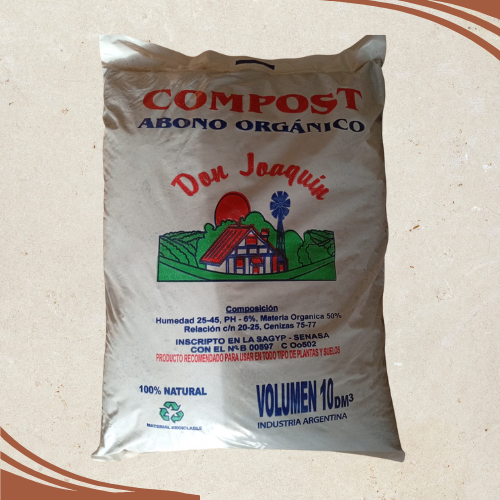 COMPOST
ABONO ORGÁNICO
Don Joaquín
Composición
Humedad 25-45, PH - 6%, Materia Organica 50%
Relación c/n 20-25, Cenizas 75-77
INSCRIPTO EN LA SAGYP - SENASA
CON EL Nº B 00897 C Oo502
PRODUCTO RECOMENDADO PARA USAR EN TODO TIPO DE PLANTAS Y SUELOS
100% NATURAL
VOLUMEN 10 DM³
INDUSTRIA ARGENTINA
MATERIAL